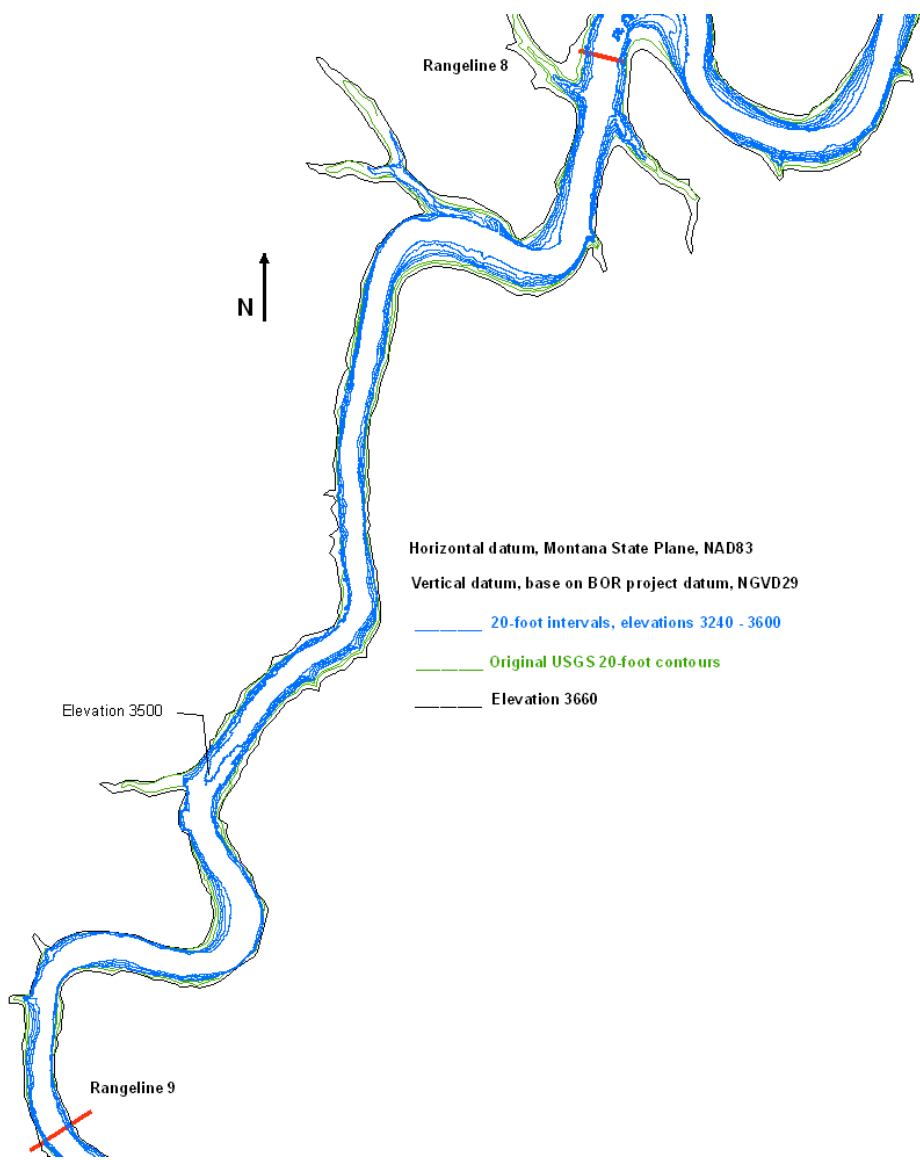 Rangeline 8
N
Horizontal datum, Montana State Plane, NAD83
Vertical datum, base on BOR project datum, NGVD29
20-foot intervals, elevations 3240 - 3600
Original USGS 20-foot contours
Elevation 3660
Elevation 3500
Rangeline 9